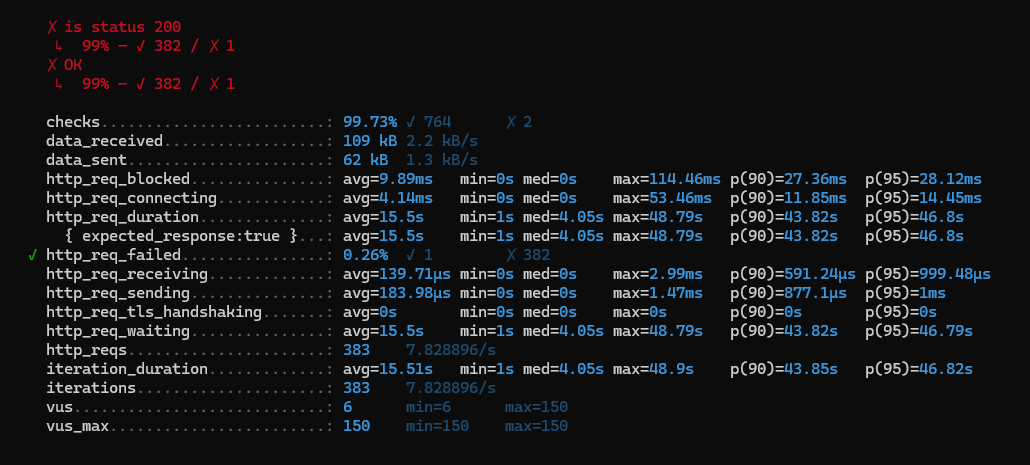 ✗ is status 200
↳  99% — ✓ 382 / ✗ 1
✗ OK
↳  99% — ✓ 382 / ✗ 1
checks.........................: 99.73% ✓ 764      ✗ 2
data_received..................: 109 kB 2.2 kB/s
data_sent......................: 62 kB  1.3 kB/s
http_req_blocked...............: avg=9.89ms   min=0s med=0s    max=114.46ms p(90)=27.36ms  p(95)=28.12ms
http_req_connecting............: avg=4.14ms   min=0s med=0s    max=53.46ms  p(90)=11.85ms  p(95)=14.45ms
http_req_duration..............: avg=15.5s    min=1s med=4.05s max=48.79s   p(90)=43.82s   p(95)=46.8s
{ expected_response:true }...: avg=15.5s    min=1s med=4.05s max=48.79s   p(90)=43.82s   p(95)=46.8s
✓ http_req_failed................: 0.26%  ✓ 1        ✗ 382
http_req_receiving.............: avg=139.71µs min=0s med=0s    max=2.99ms   p(90)=591.24µs p(95)=999.48µs
http_req_sending...............: avg=183.98µs min=0s med=0s    max=1.47ms   p(90)=877.1µs  p(95)=1ms
http_req_tls_handshaking.......: avg=0s       min=0s med=0s    max=0s       p(90)=0s       p(95)=0s
http_req_waiting...............: avg=15.5s    min=1s med=4.05s max=48.79s   p(90)=43.82s   p(95)=46.79s
http_reqs......................: 383    7.828896/s
iteration_duration.............: avg=15.51s   min=1s med=4.05s max=48.9s    p(90)=43.85s   p(95)=46.82s
iterations.....................: 383    7.828896/s
vus............................: 6      min=6      max=150
vus_max........................: 150    min=150    max=150